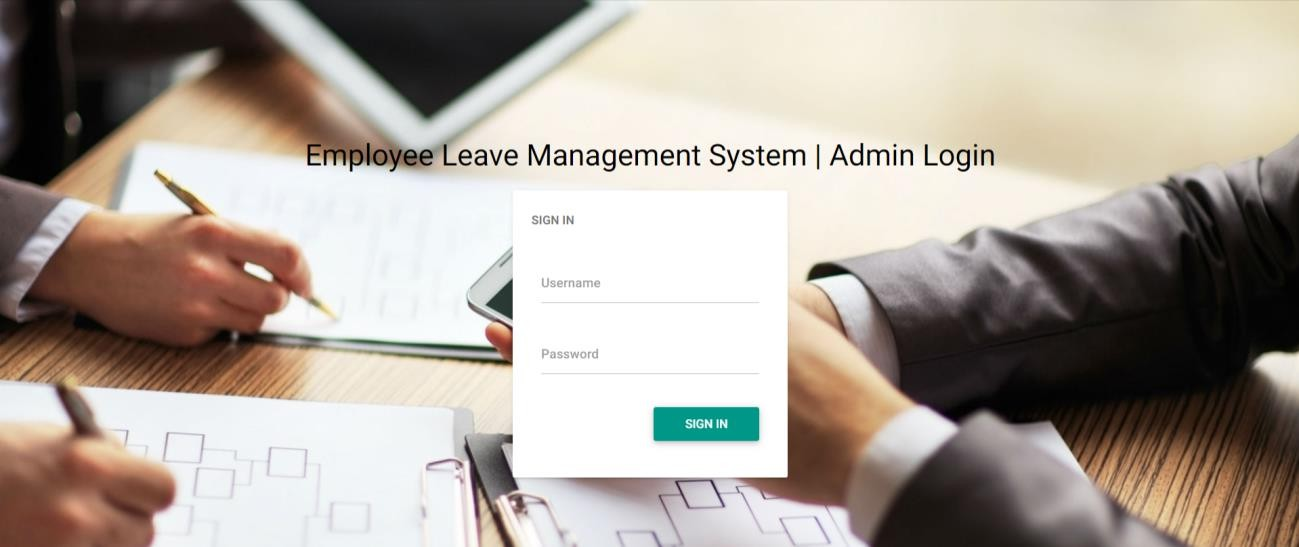 Employee Leave Management System | Admin Login
SIGN IN
Username
Password
SIGN IN